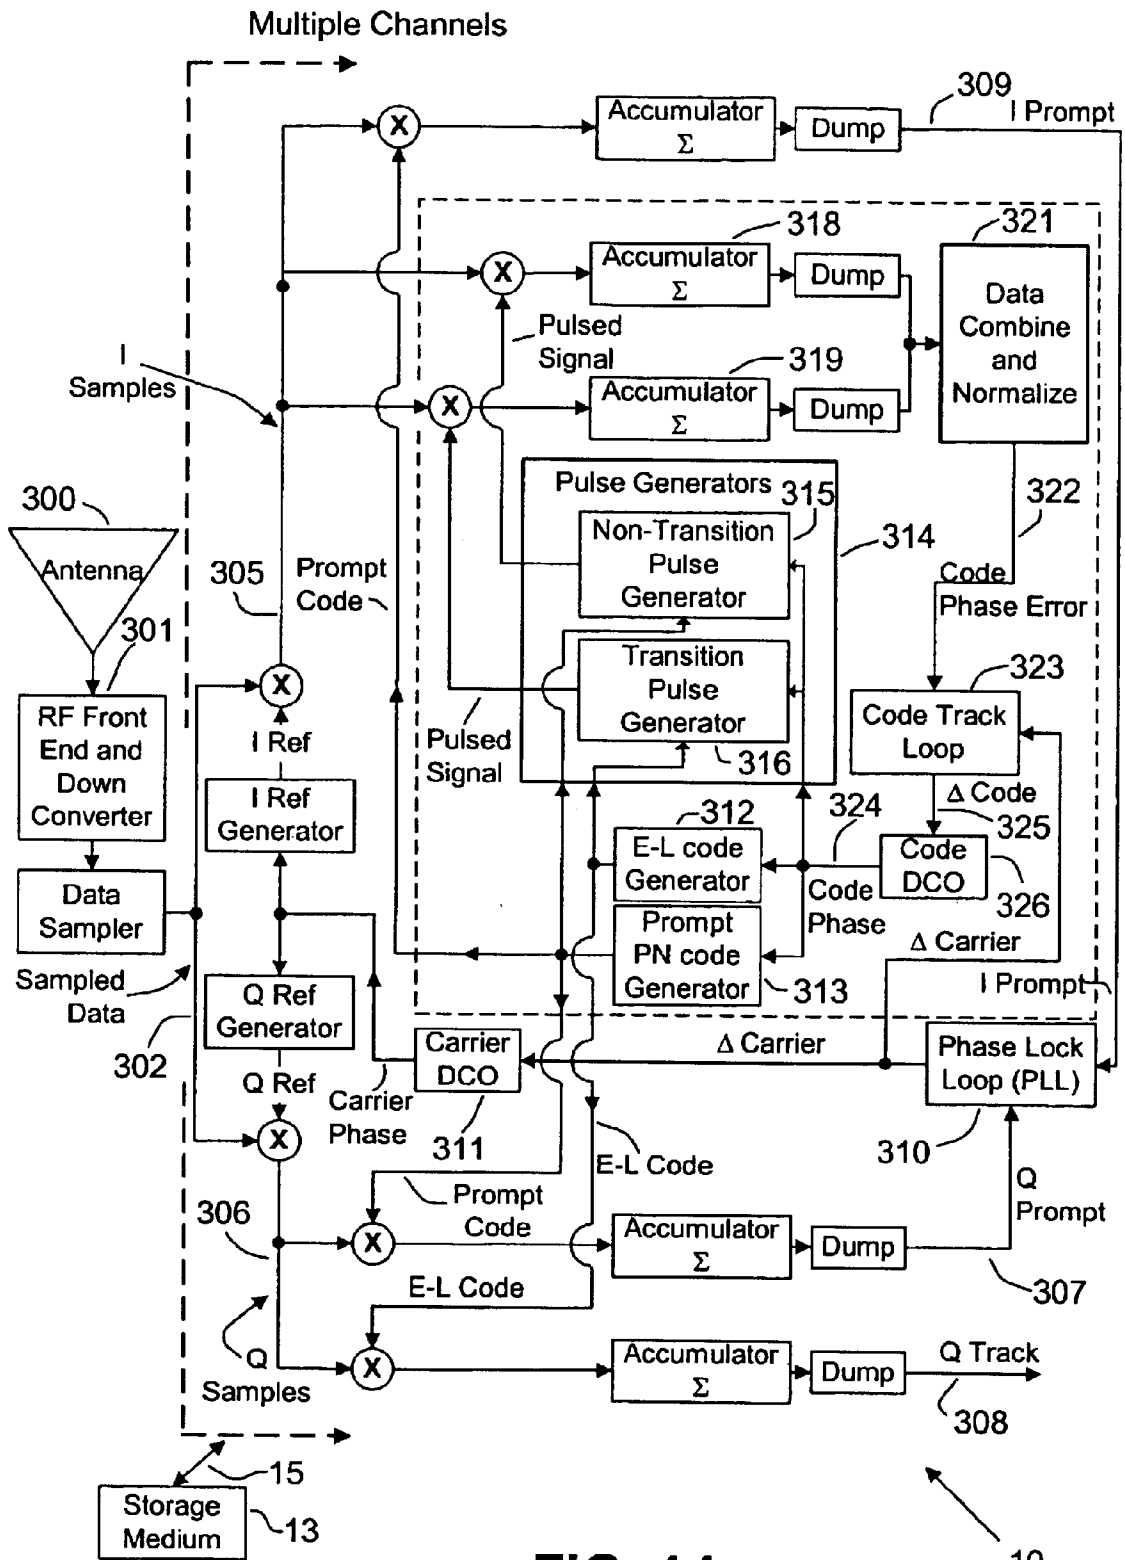 Multiple Channels
309
I Prompt
X
Accumulator
Σ
Dump
318
321
X
Accumulator
Σ
Dump
Data
Combine
and
Normalize
Pulsed
Signal
I
Samples
319
X
Accumulator
Σ
Dump
Pulse Generators
315
322
300
Antenna
305
Prompt
Code
Non-Transition
Pulse
Generator
314
Code
Phase Error
301
X
Transition
Pulse
Generator
323
RF Front
End and
Down
Converter
I Ref
Pulsed
Signal
316
Code Track
Loop
I Ref
Generator
Δ Code
312
324
325
E-L code
Generator
Code
DCO
326
Data
Sampler
Code
Phase
Prompt
PN code
Generator
313
Δ Carrier
Sampled
Data
Q Ref
Generator
I Prompt
302
Q Ref
Carrier
DCO
Δ Carrier
Phase Lock
Loop (PLL)
Carrier
Phase
311
310
X
E-L Code
Q
Prompt
306
Prompt
Code
X
Accumulator
Σ
Dump
307
E-L Code
Q
Samples
X
Accumulator
Σ
Dump
Q Track
308
15
Storage
Medium
13